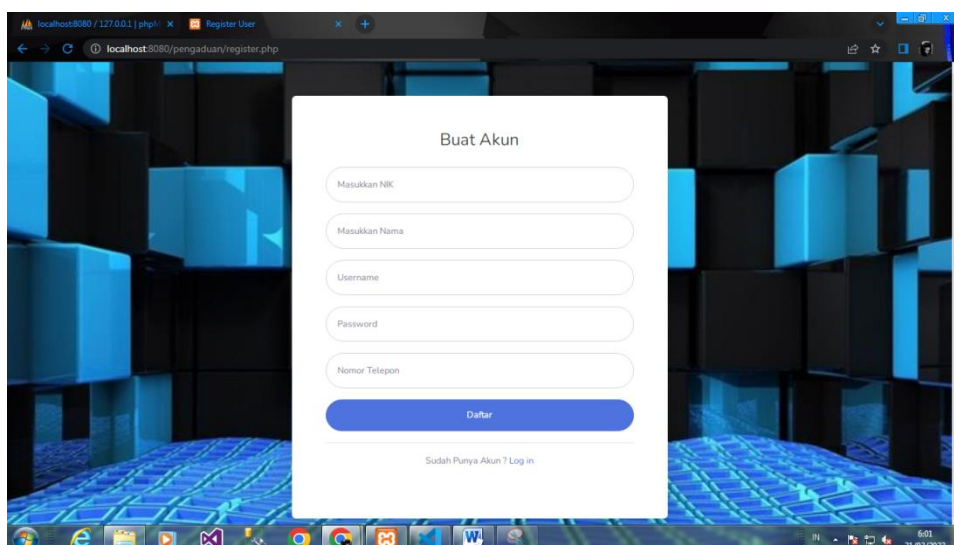 localhost:8080 / 127.0.0.1 | phpM
Register User
localhost:8080/pengaduan/register.php
Buat Akun
Masukkan NIK
Masukkan Nama
Username
Password
Nomor Telepon
Daftar
Sudah Punya Akun ? Log in
IN
6:01